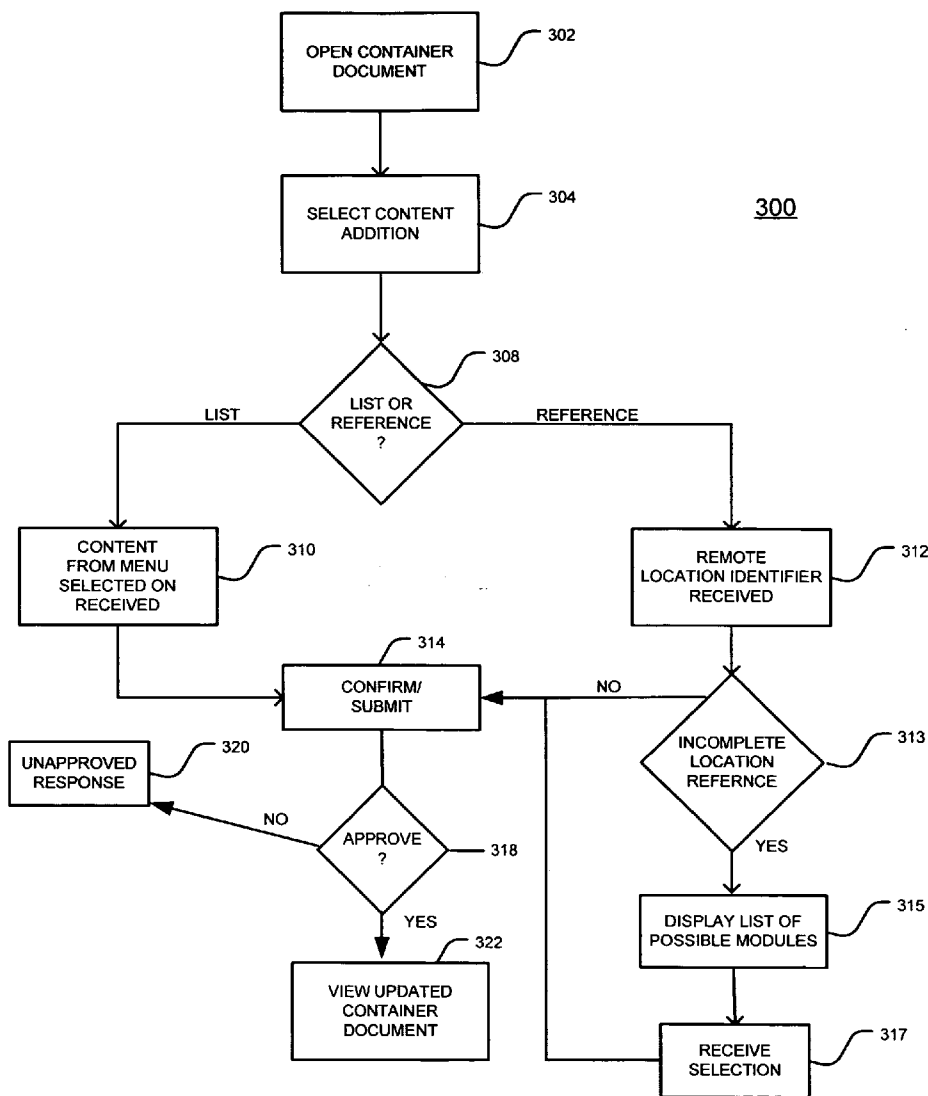 OPEN CONTAINER
DOCUMENT
302
SELECT CONTENT
ADDITION
304
300
308
LIST OR
REFERENCE
?
LIST
REFERENCE
CONTENT
FROM MENU
SELECTED ON
RECEIVED
310
REMOTE
LOCATION IDENTIFIER
RECEIVED
312
314
CONFIRM/
SUBMIT
NO
INCOMPLETE
LOCATION
REFERNCE
313
UNAPPROVED
RESPONSE
320
NO
APPROVE
?
318
YES
YES
DISPLAY LIST OF
POSSIBLE MODULES
315
322
VIEW UPDATED
CONTAINER
DOCUMENT
RECEIVE
SELECTION
317